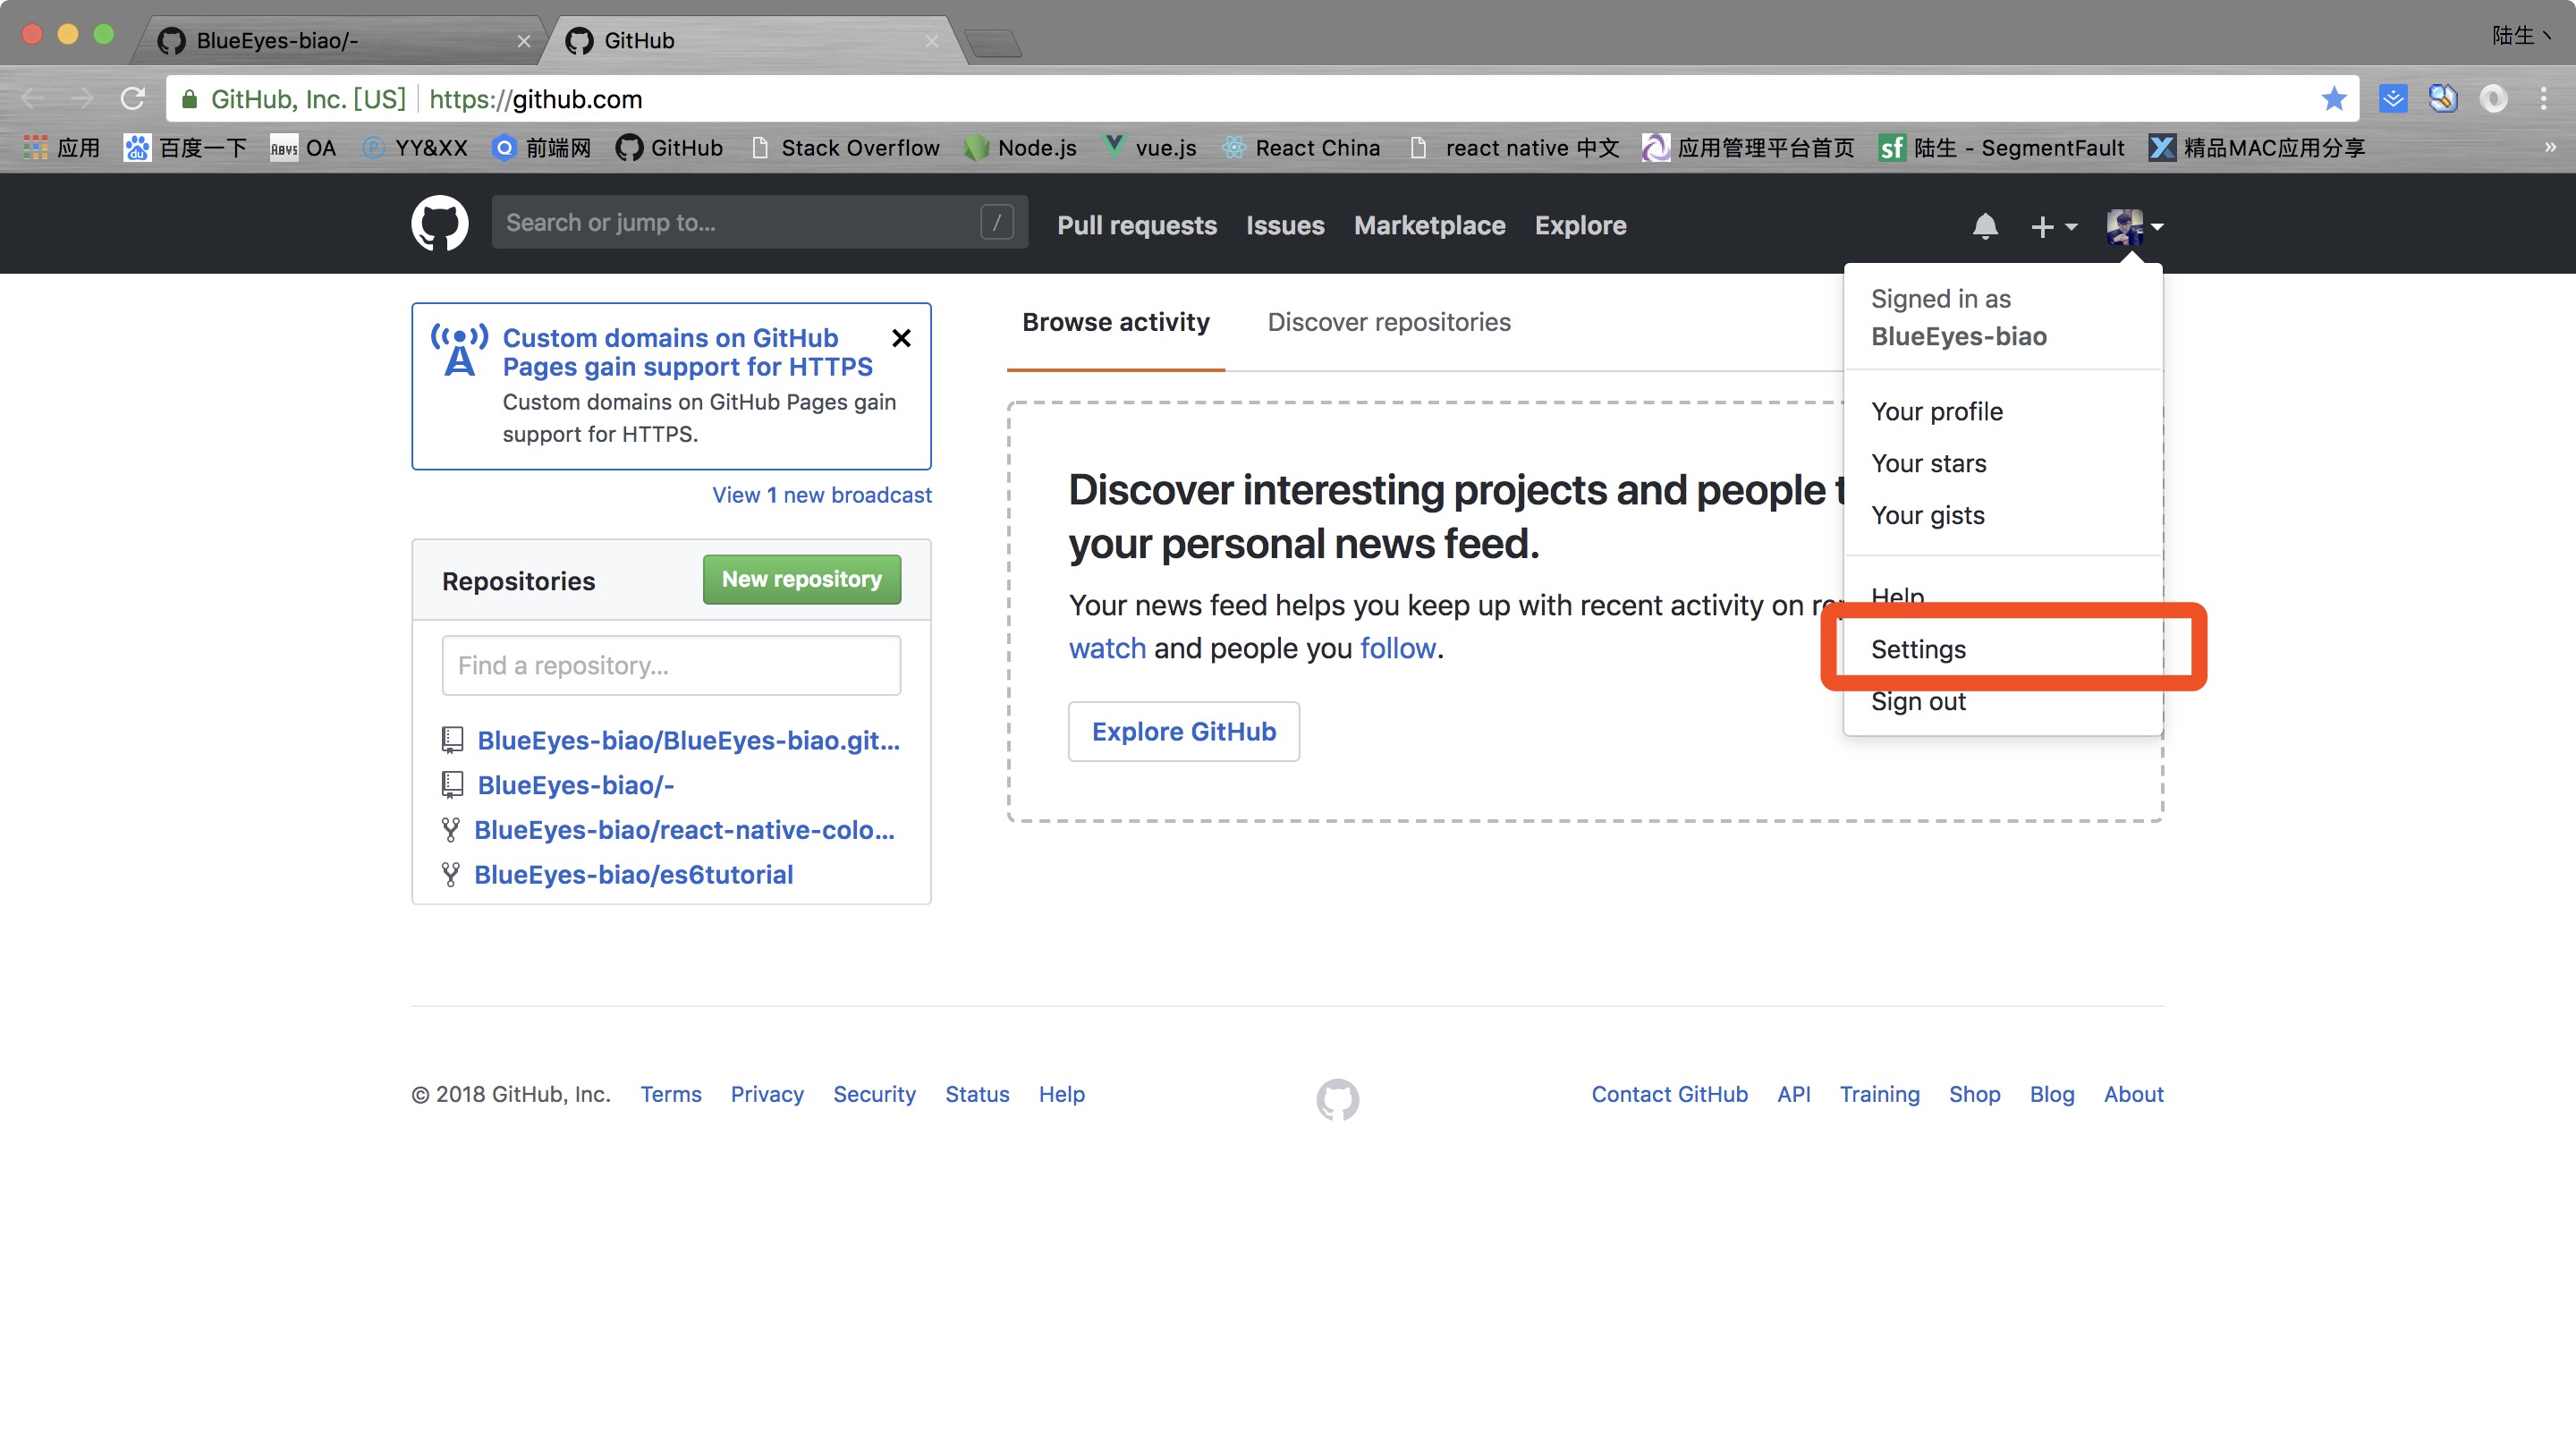 BlueEyes-biao/-
GitHub
陆生丶
GitHub, Inc. [US] https://github.com
应用 百度一下 OA YY&XX 前端网 GitHub Stack Overflow Node.js vue.js React China react native 中文 应用管理平台首页 陆生 - SegmentFault 精品MAC应用分享 »
Search or jump to... /
Pull requests Issues Marketplace Explore
Signed in as
BlueEyes-biao
Your profile
Your stars
Your gists
Help
Settings
Sign out
Custom domains on GitHub
Pages gain support for HTTPS
Custom domains on GitHub Pages gain
support for HTTPS.
View 1 new broadcast
Repositories
New repository
Find a repository...
BlueEyes-biao/BlueEyes-biao.git...
BlueEyes-biao/-
BlueEyes-biao/react-native-colo...
BlueEyes-biao/es6tutorial
Browse activity
Discover repositories
Discover interesting projects and people
your personal news feed.
Your news feed helps you keep up with recent activity on
watch and people you follow.
Explore GitHub
© 2018 GitHub, Inc. Terms Privacy Security Status Help
Contact GitHub API Training Shop Blog About